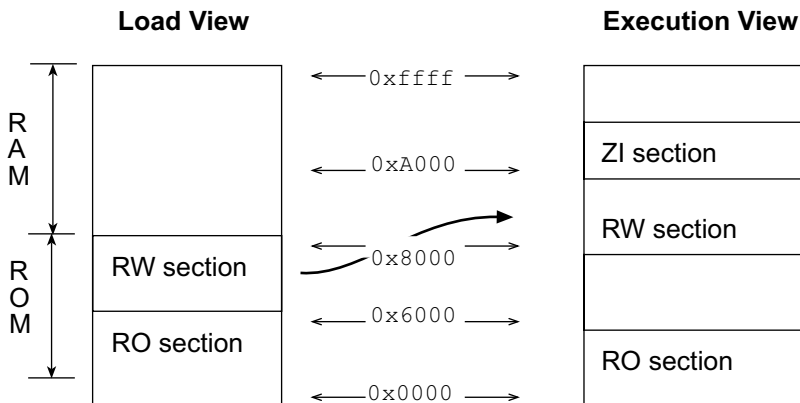 Load View
Execution View
RAM
ROM
0xffff
0xA000
0x8000
0x6000
0x0000
RW section
RO section
ZI section
RW section
RO section